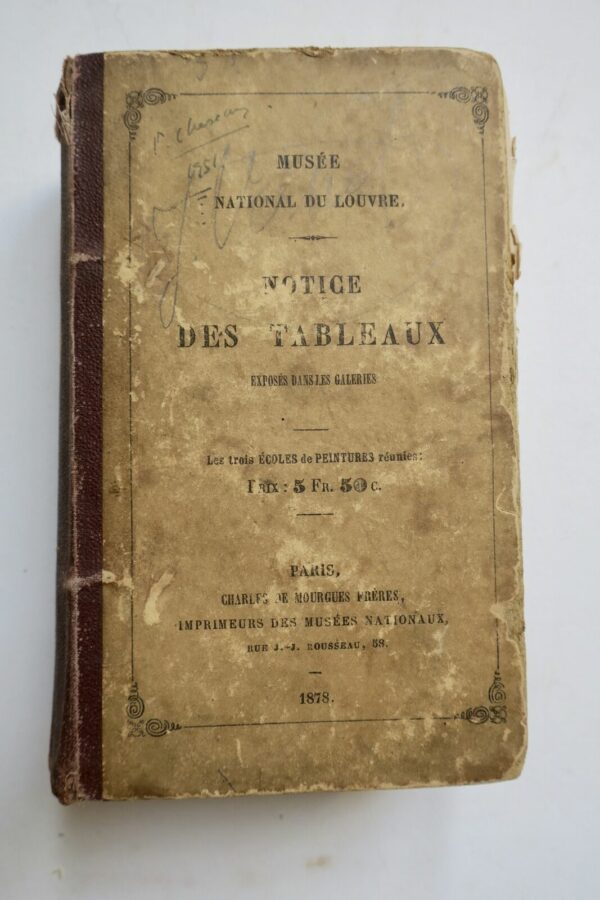 MUSÉE
NATIONAL DU LOUVRE.
NOTICE
DES TABLEAUX
EXPOSÉS DANS LES GALERIES
Les trois ÉCOLES de PEINTURES réunies:
PRIX : 5 FR. 50 C.
PARIS,
CHARLES DE MOURGUES FRÈRES,
IMPRIMEURS DES MUSÉES NATIONAUX,
RUE J.-J. ROUSSEAU, 58.
1878.